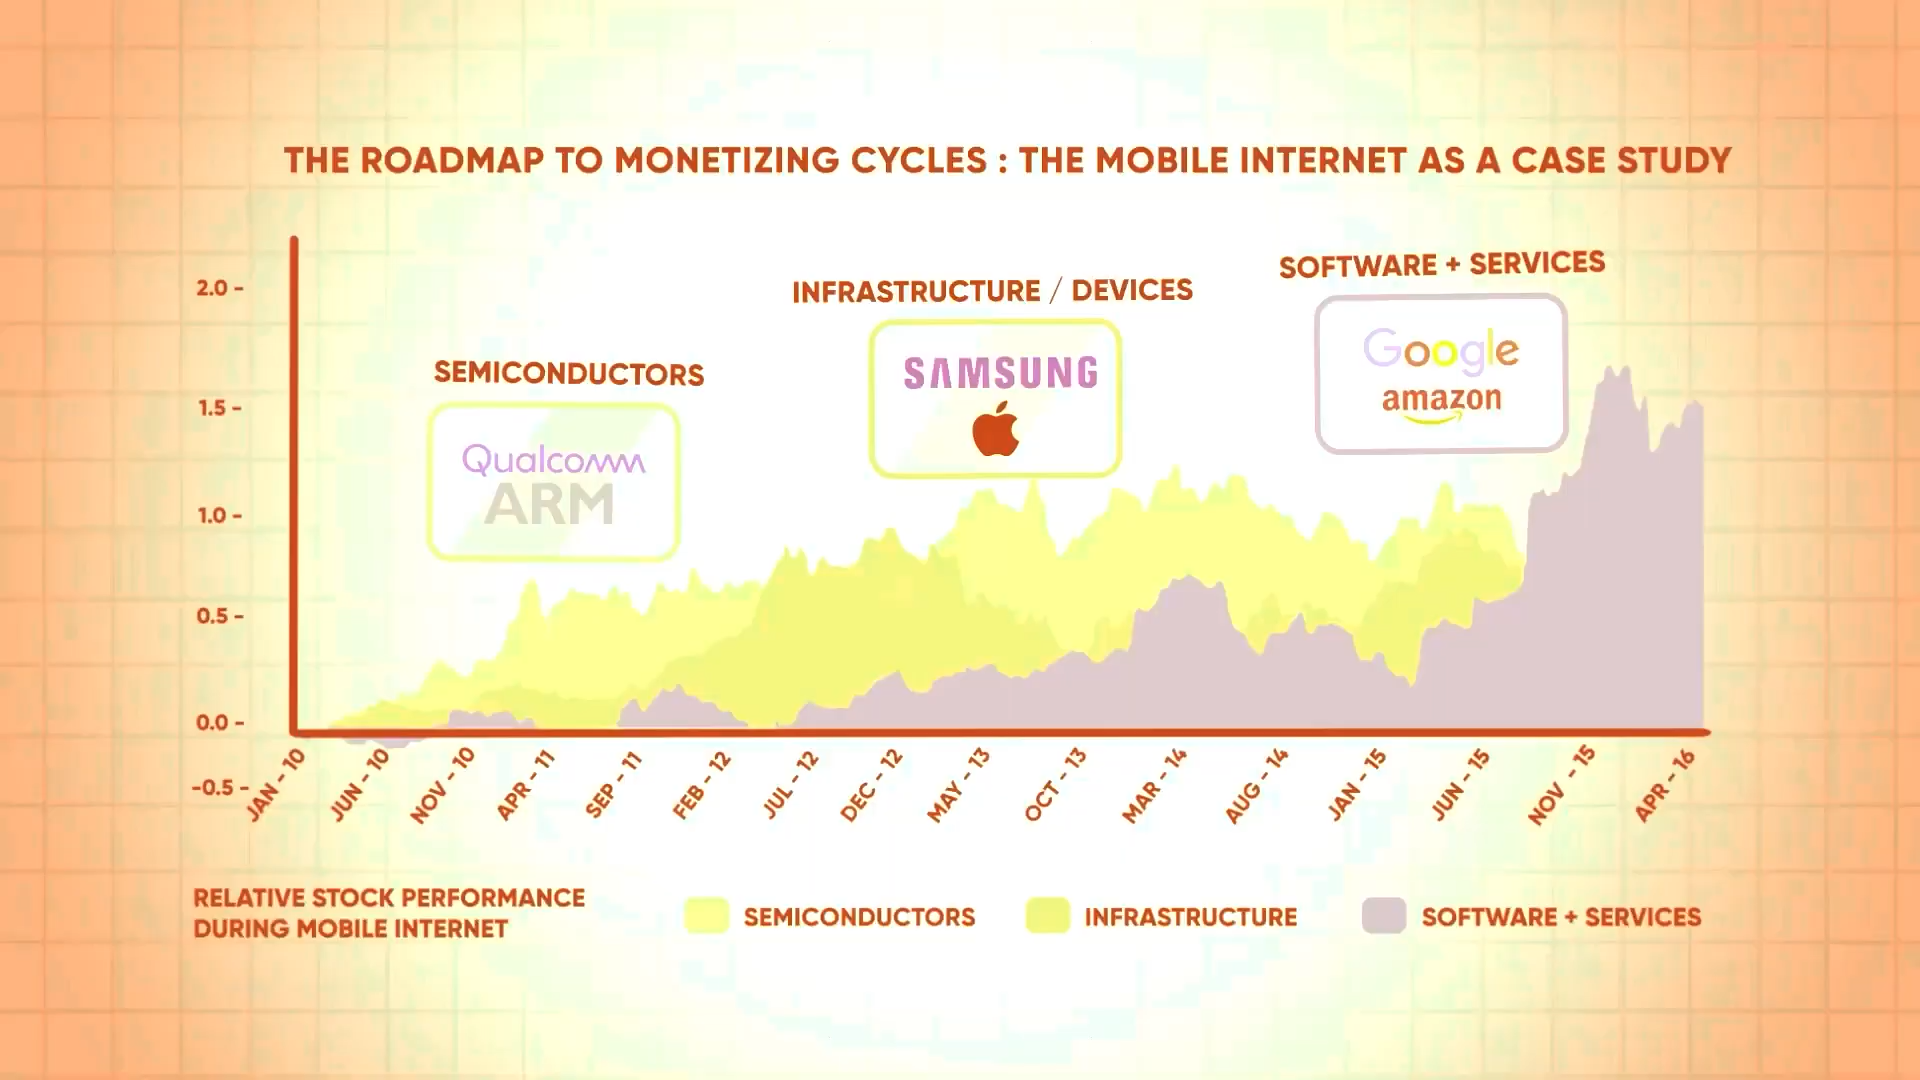 THE ROADMAP TO MONETIZING CYCLES : THE MOBILE INTERNET AS A CASE STUDY
SOFTWARE + SERVICES
Google
amazon
INFRASTRUCTURE / DEVICES
SAMSUNG
SEMICONDUCTORS
Qualcomm
ARM
2.0 -
1.5 -
1.0 -
0.5 -
0.0 -
-0.5 -
JAN - 10
JUN - 10
NOV - 10
APR - 11
SEP - 11
FEB - 12
JUL - 12
DEC - 12
MAY - 13
OCT - 13
MAR - 14
AUG - 14
JAN - 15
JUN - 15
NOV - 15
APR - 16
RELATIVE STOCK PERFORMANCE
DURING MOBILE INTERNET
SEMICONDUCTORS
INFRASTRUCTURE
SOFTWARE + SERVICES